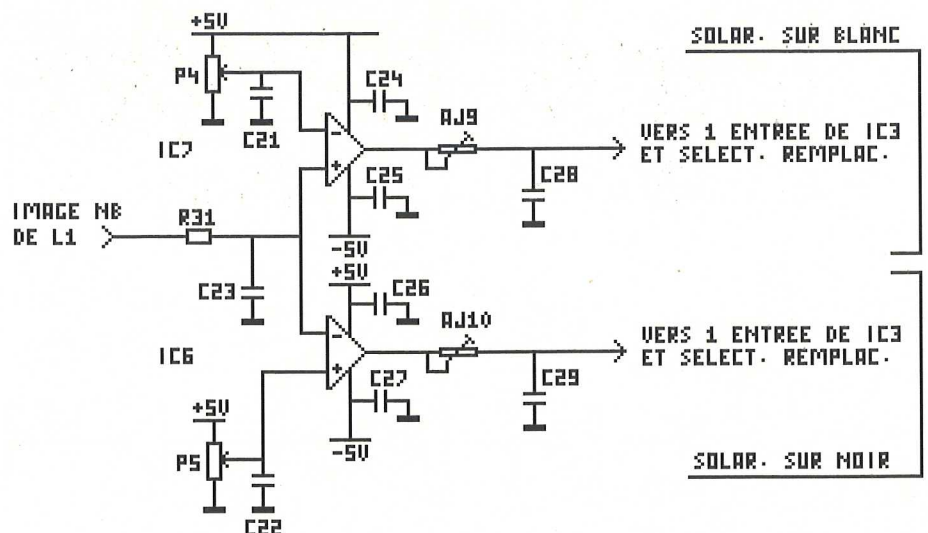 +5V
SOLAR. SUR BLANC
P4
C24
C21
AJ9
VERS 1 ENTREE DE IC3
ET SELECT. REMPLAC.
IC7
-
+
C25
C28
IMAGE NB
DE L1
R31
-5V
+5V
C23
C26
AJ10
VERS 1 ENTREE DE IC3
ET SELECT. REMPLAC.
IC6
-
+
C27
C29
+5V
-5V
P5
SOLAR. SUR NOIR
C22